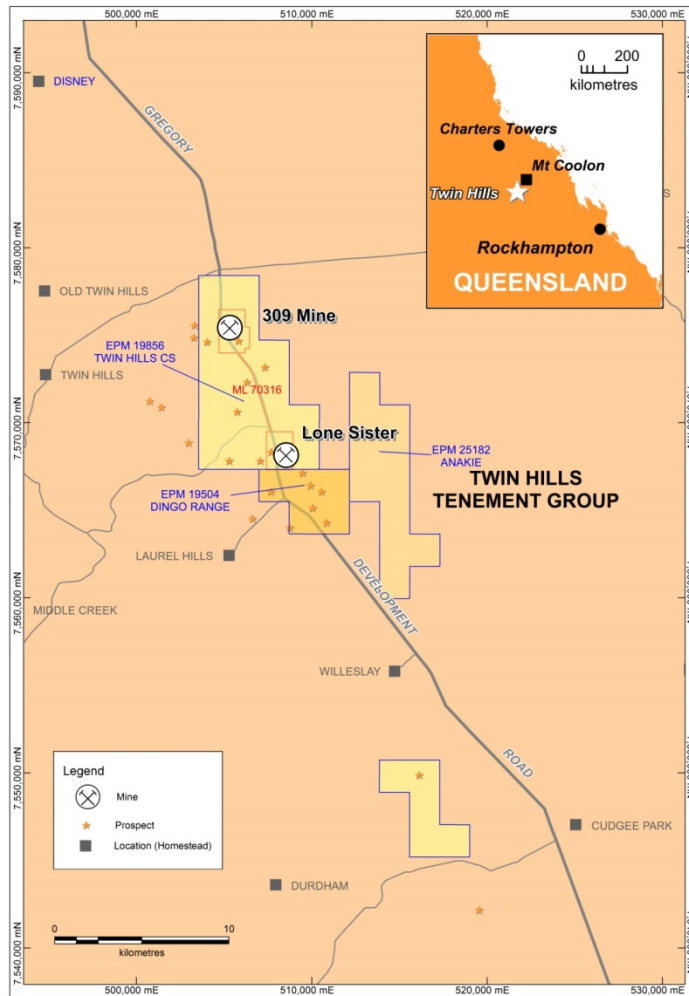 500,000 mE
510,000 mE
520,000 mE
530,000 mE
7,590,000 mN
7,580,000 mN
7,570,000 mN
7,560,000 mN
7,550,000 mN
7,540,000 mN
0 200
kilometres
Charters Towers
Mt Coolon
Twin Hills
Rockhampton
QUEENSLAND
DISNEY
GREGORY
OLD TWIN HILLS
309 Mine
EPM 19856
TWIN HILLS CS
TWIN HILLS
ML 70316
Lone Sister
EPM 25182
ANAKIE
TWIN HILLS
TENEMENT GROUP
EPM 19504
DINGO RANGE
LAUREL HILLS
DEVELOPMENT
MIDDLE CREEK
WILLESLAY
ROAD
Legend
Mine
Prospect
Location (Homestead)
CUDGEE PARK
DURDHAM
0 10
kilometres
500,000 mE
510,000 mE
520,000 mE
530,000 mE